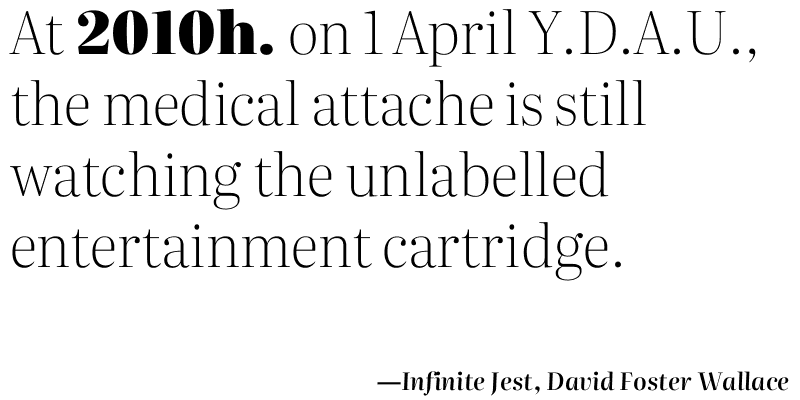 At 2010h. on 1 April Y.D.A.U.,
the medical attache is still
watching the unlabelled
entertainment cartridge.
—Infinite Jest, David Foster Wallace